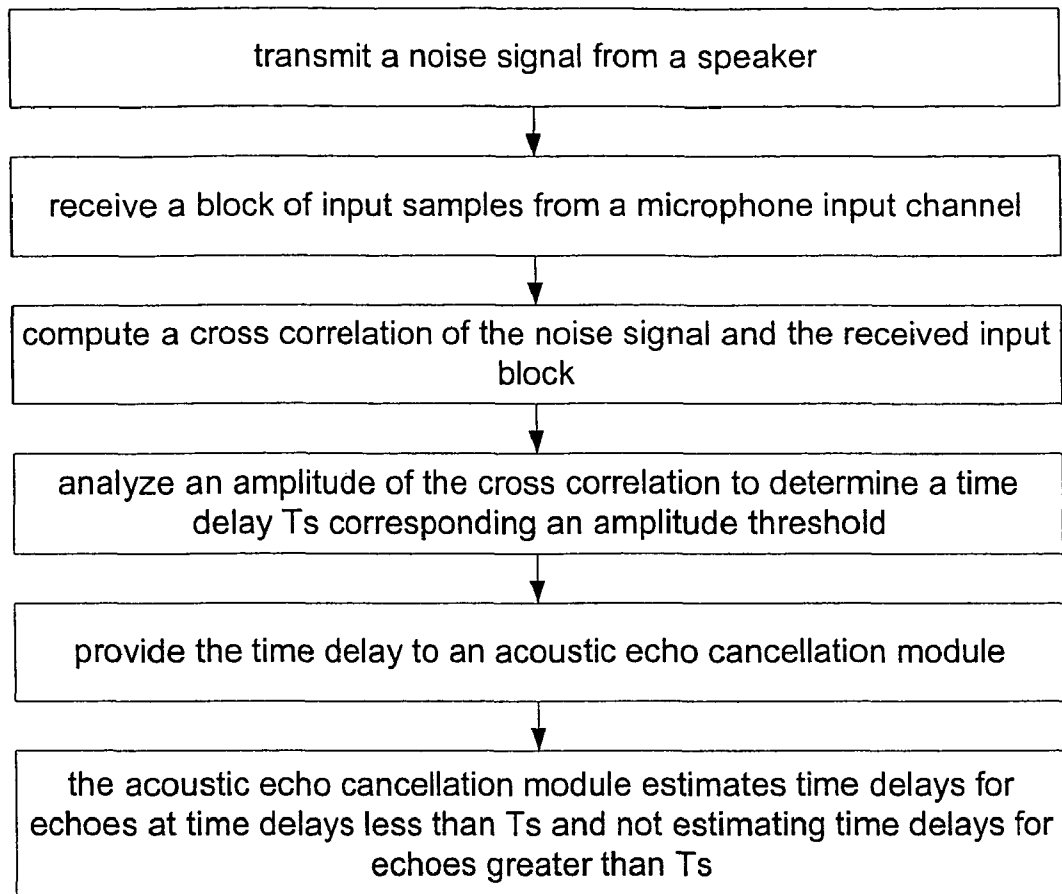 transmit a noise signal from a speaker
receive a block of input samples from a microphone input channel
compute a cross correlation of the noise signal and the received input
block
analyze an amplitude of the cross correlation to determine a time
delay Ts corresponding an amplitude threshold
provide the time delay to an acoustic echo cancellation module
the acoustic echo cancellation module estimates time delays for
echoes at time delays less than Ts and not estimating time delays for
echoes greater than Ts